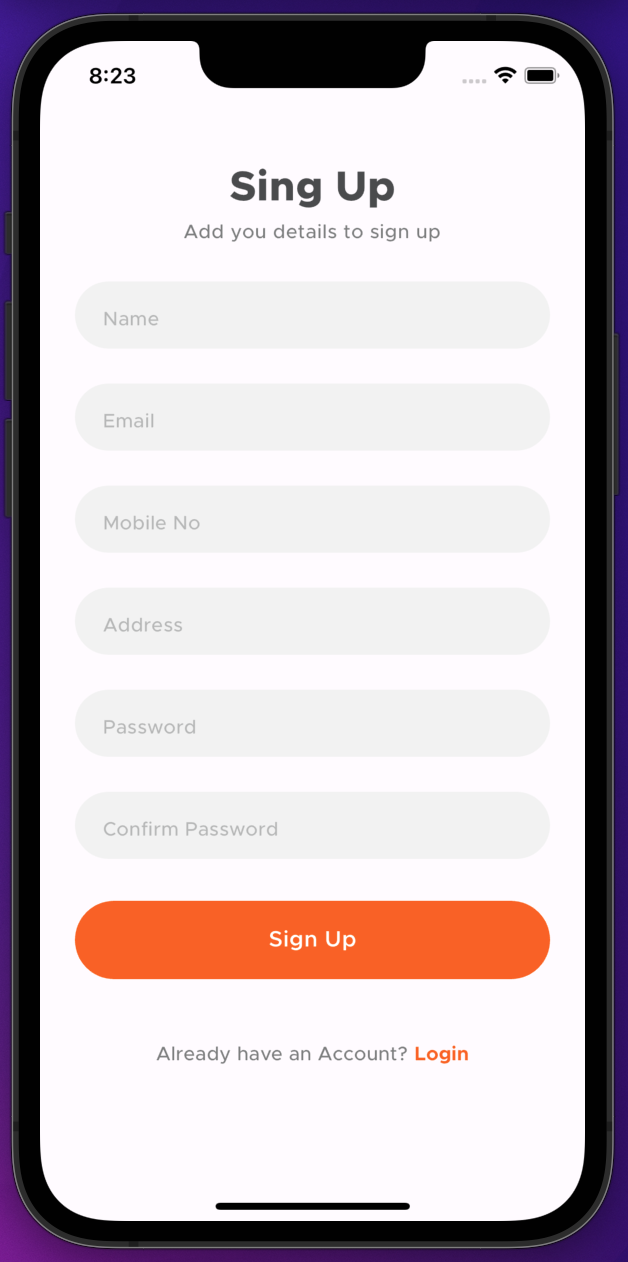 8:23
Sing Up
Add you details to sign up
Name
Email
Mobile No
Address
Password
Confirm Password
Sign Up
Already have an Account? Login